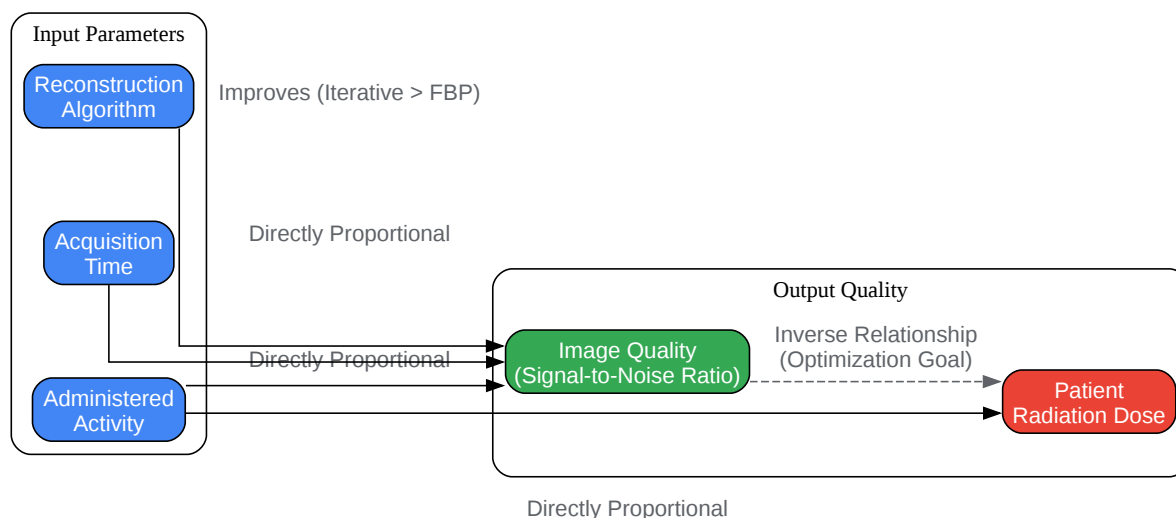 Input Parameters
Reconstruction
Algorithm
Improves (Iterative > FBP)
Acquisition
Time
Directly Proportional
Output Quality
Image Quality
(Signal-to-Noise Ratio)
Inverse Relationship
(Optimization Goal)
Directly Proportional
Administered
Activity
Patient
Radiation Dose
Directly Proportional